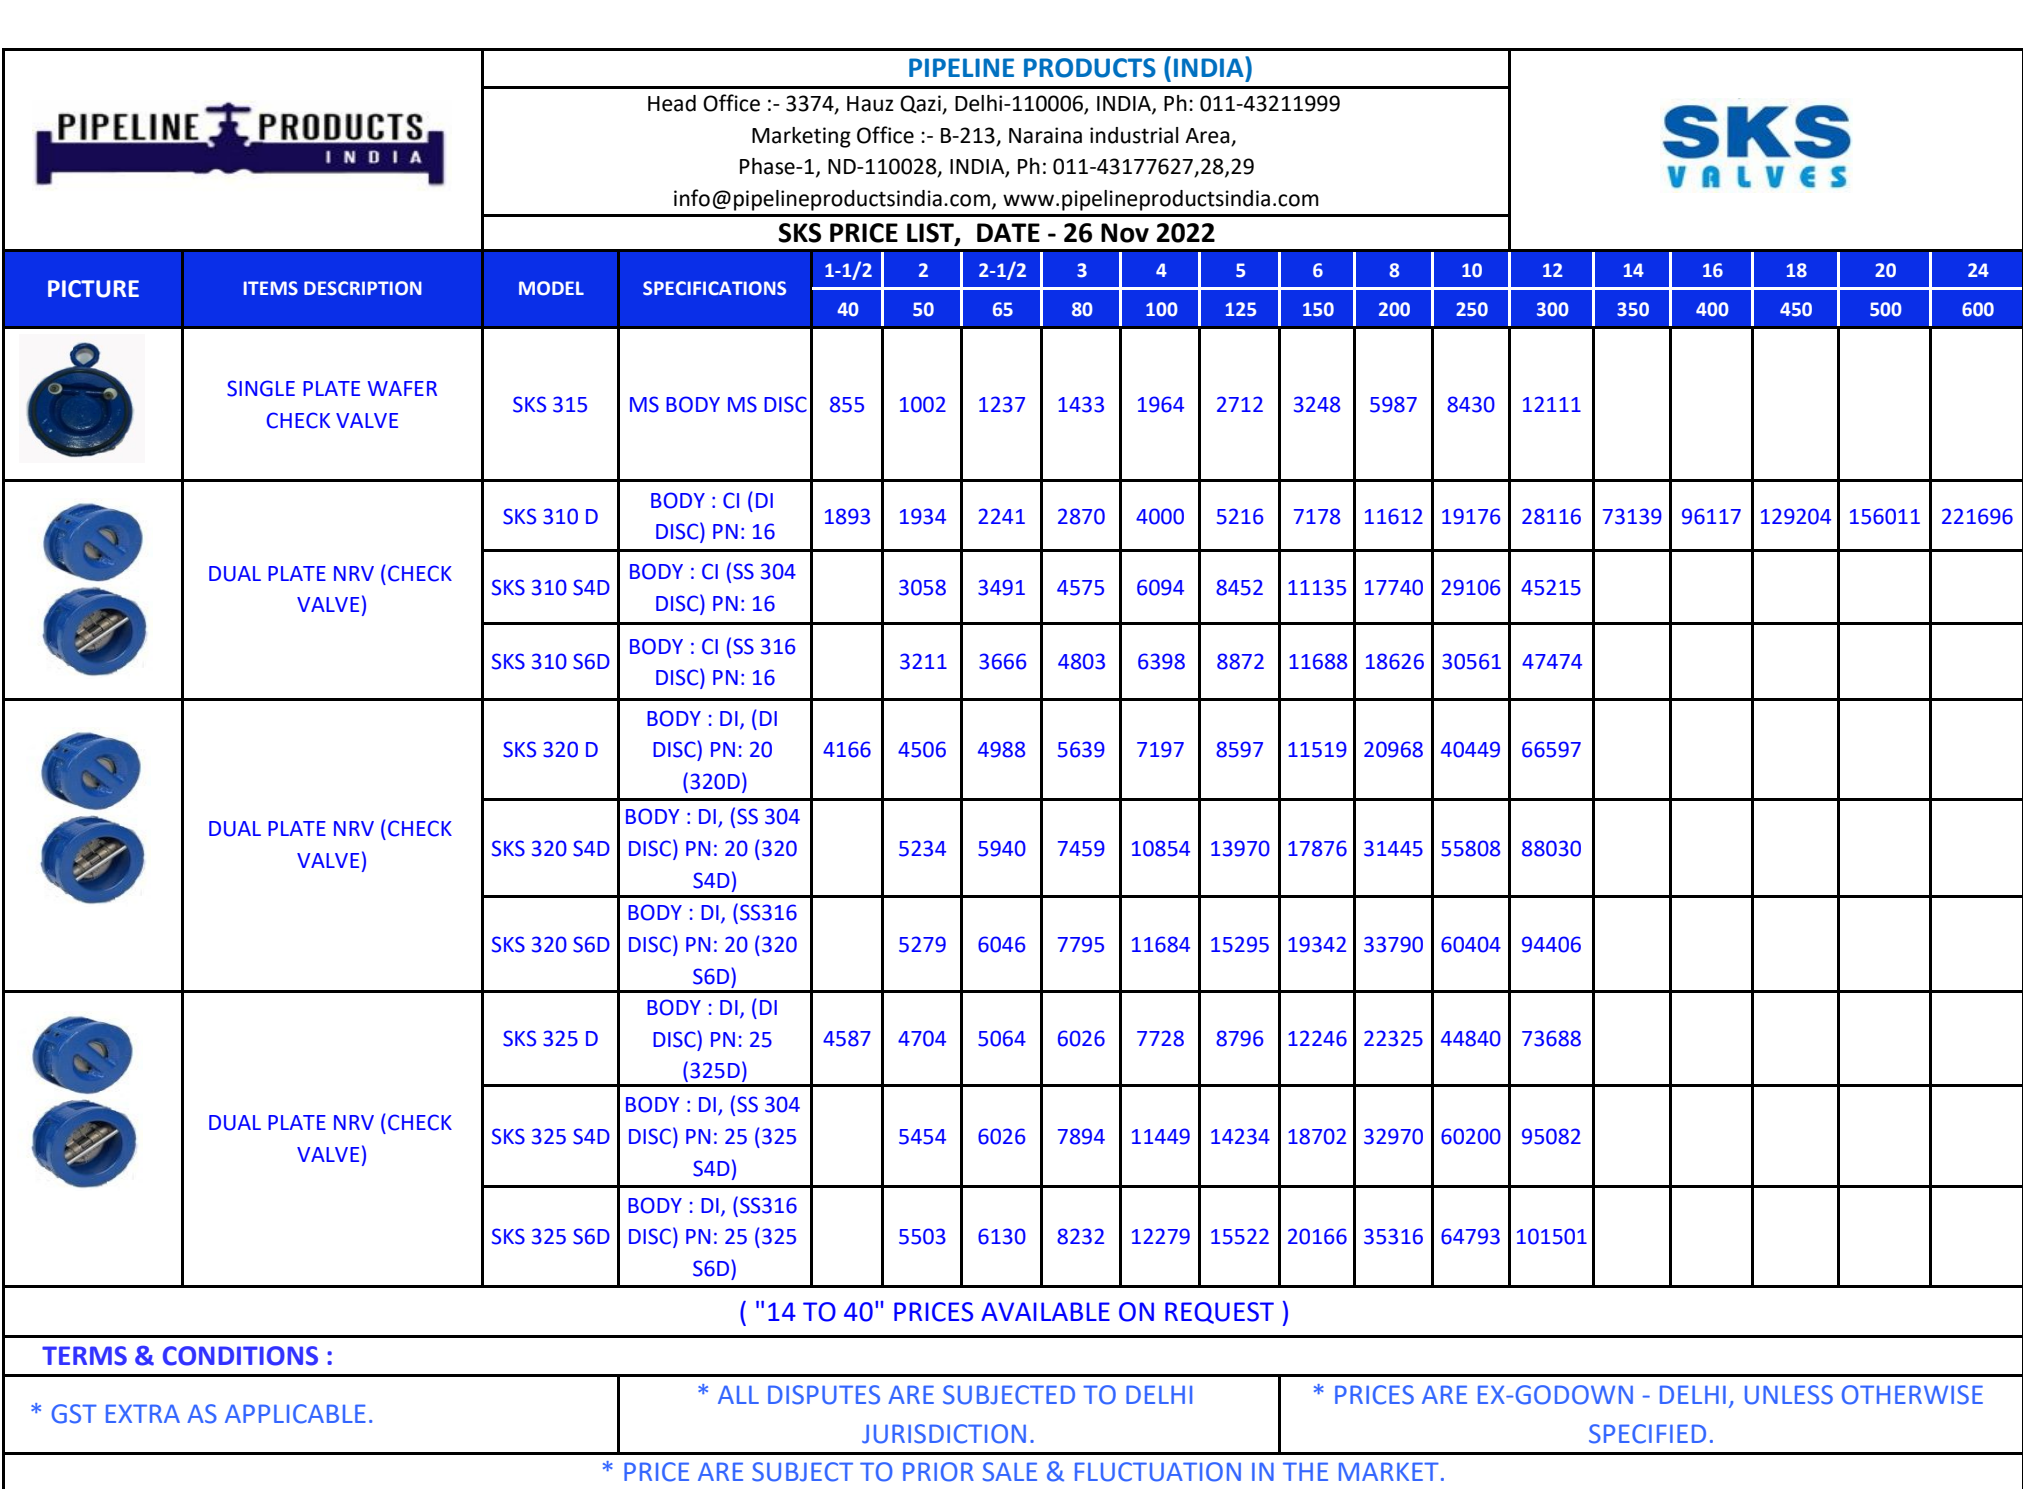 PIPELINE PRODUCTS
INDIA
PIPELINE PRODUCTS (INDIA)
Head Office :- 3374, Hauz Qazi, Delhi-110006, INDIA, Ph: 011-43211999
Marketing Office :- B-213, Naraina industrial Area,
Phase-1, ND-110028, INDIA, Ph: 011-43177627,28,29
info@pipelineproductsindia.com, www.pipelineproductsindia.com
SKS PRICE LIST, DATE - 26 Nov 2022
SKS
VALVES
PICTURE ITEMS DESCRIPTION MODEL SPECIFICATIONS 1-1/2 2 2-1/2 3 4 5 6 8 10 12 14 16 18 20 24
40 50 65 80 100 125 150 200 250 300 350 400 450 500 600
SINGLE PLATE WAFER
CHECK VALVE
SKS 315 MS BODY MS DISC 855 1002 1237 1433 1964 2712 3248 5987 8430 12111
DUAL PLATE NRV (CHECK
VALVE)
SKS 310 D
BODY : CI (DI
DISC) PN: 16
1893 1934 2241 2870 4000 5216 7178 11612 19176 28116 73139 96117 129204 156011 221696
SKS 310 S4D
BODY : CI (SS 304
DISC) PN: 16
3058 3491 4575 6094 8452 11135 17740 29106 45215
SKS 310 S6D
BODY : CI (SS 316
DISC) PN: 16
3211 3666 4803 6398 8872 11688 18626 30561 47474
DUAL PLATE NRV (CHECK
VALVE)
SKS 320 D
BODY : DI, (DI
DISC) PN: 20
(320D)
4166 4506 4988 5639 7197 8597 11519 20968 40449 66597
SKS 320 S4D
BODY : DI, (SS 304
DISC) PN: 20 (320
S4D)
5234 5940 7459 10854 13970 17876 31445 55808 88030
SKS 320 S6D
BODY : DI, (SS316
DISC) PN: 20 (320
S6D)
5279 6046 7795 11684 15295 19342 33790 60404 94406
DUAL PLATE NRV (CHECK
VALVE)
SKS 325 D
BODY : DI, (DI
DISC) PN: 25
(325D)
4587 4704 5064 6026 7728 8796 12246 22325 44840 73688
SKS 325 S4D
BODY : DI, (SS 304
DISC) PN: 25 (325
S4D)
5454 6026 7894 11449 14234 18702 32970 60200 95082
SKS 325 S6D
BODY : DI, (SS316
DISC) PN: 25 (325
S6D)
5503 6130 8232 12279 15522 20166 35316 64793 101501
( "14 TO 40" PRICES AVAILABLE ON REQUEST )
TERMS & CONDITIONS :
* GST EXTRA AS APPLICABLE.
* ALL DISPUTES ARE SUBJECTED TO DELHI
JURISDICTION.
* PRICES ARE EX-GODOWN - DELHI, UNLESS OTHERWISE
SPECIFIED.
* PRICE ARE SUBJECT TO PRIOR SALE & FLUCTUATION IN THE MARKET.